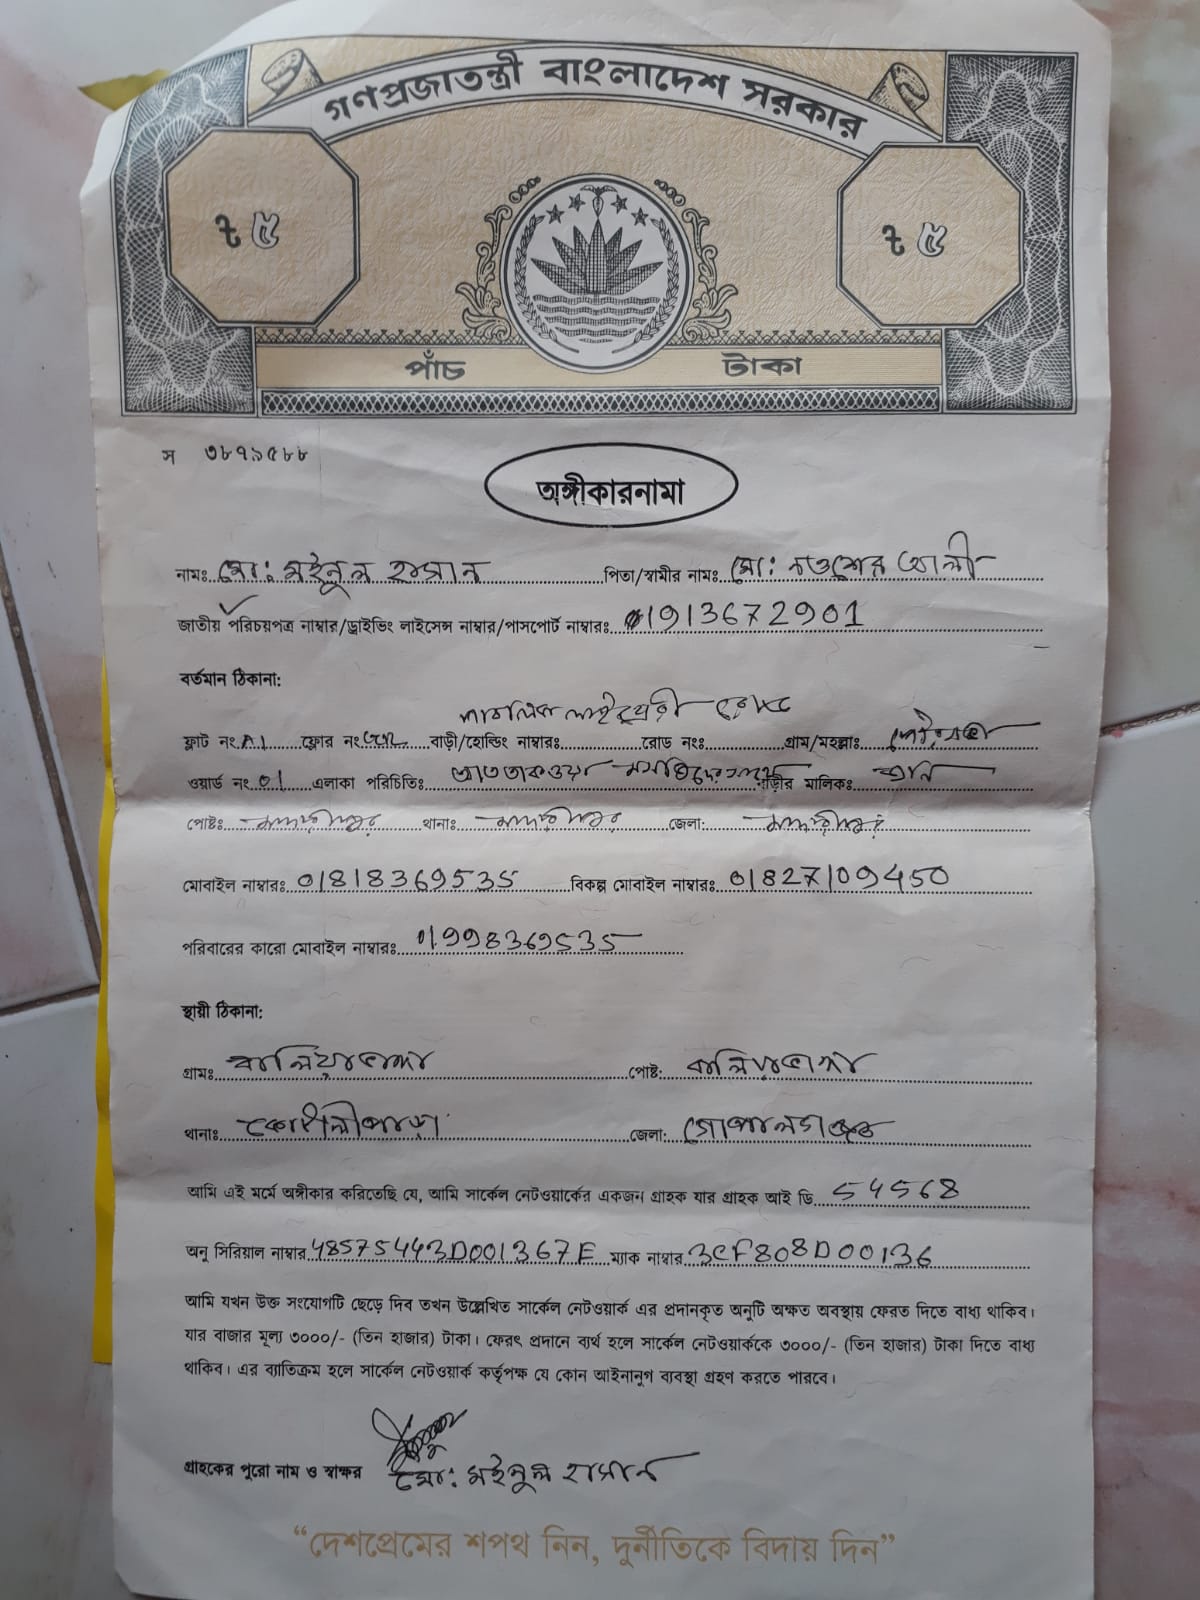 গণপ্রজাতন্ত্রী বাংলাদেশ সরকার
৳ ৫ ৳ ৫
পাঁচ টাকা
স ৩৮৭৯৫৮৮
অঙ্গীকারনামা
নামঃ মো: মইনুল হাসান পিতা/স্বামীর নামঃ মো: নওশের আলী
জাতীয় পরিচয়পত্র নাম্বার/ড্রাইভিং লাইসেন্স নাম্বার/পাসপোর্ট নাম্বারঃ 1913672901
বর্তমান ঠিকানা:
পাবলিক লাইব্রেরী
ফ্লাট নং A1 ফ্লোর নং বাড়ী/হোল্ডিং নাম্বারঃ রোড নংঃ গ্রাম/মহল্লাঃ
ওয়ার্ড নং 01 এলাকা পরিচিতিঃ আততাকওয়া বাড়ীর মালিকঃ
পোষ্টঃ থানাঃ জেলা:
মোবাইল নাম্বারঃ 01818369535 বিকল্প মোবাইল নাম্বারঃ 01827109450
পরিবারের কারো মোবাইল নাম্বারঃ 01998369535
স্থায়ী ঠিকানা:
গ্রামঃ পোষ্ট:
থানাঃ কোটালীপাড়া জেলা: গোপালগঞ্জ
আমি এই মর্মে অঙ্গীকার করিতেছি যে, আমি সার্কেল নেটওয়ার্কের একজন গ্রাহক যার গ্রাহক আই ডি 54568
অনু সিরিয়াল নাম্বার 48575443D001367E ম্যাক নাম্বার 3CF808D00136
আমি যখন উক্ত সংযোগটি ছেড়ে দিব তখন উল্লেখিত সার্কেল নেটওয়ার্ক এর প্রদানকৃত অনুটি অক্ষত অবস্থায় ফেরত দিতে বাধ্য থাকিব।
যার বাজার মূল্য ৩০০০/- (তিন হাজার) টাকা। ফেরৎ প্রদানে ব্যর্থ হলে সার্কেল নেটওয়ার্ককে ৩০০০/- (তিন হাজার) টাকা দিতে বাধ্য
থাকিব। এর ব্যাতিক্রম হলে সার্কেল নেটওয়ার্ক কর্তৃপক্ষ যে কোন আইনানুগ ব্যবস্থা গ্রহণ করতে পারবে।
গ্রাহকের পুরো নাম ও স্বাক্ষর মো: মইনুল হাসান
“দেশপ্রেমের শপথ নিন, দুর্নীতিকে বিদায় দিন”